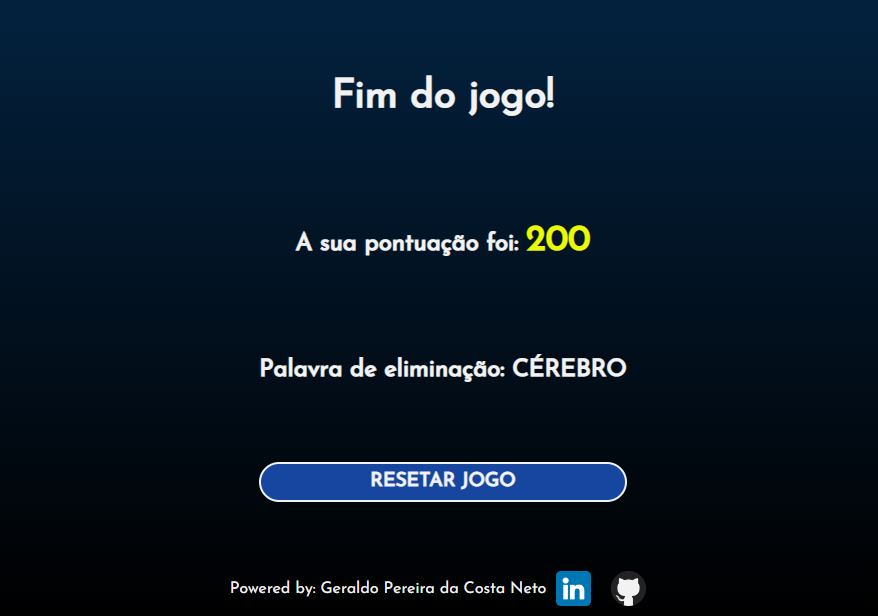 Fim do jogo!
A sua pontuação foi: 200
Palavra de eliminação: CÉREBRO
RESETAR JOGO
Powered by: Geraldo Pereira da Costa Neto in